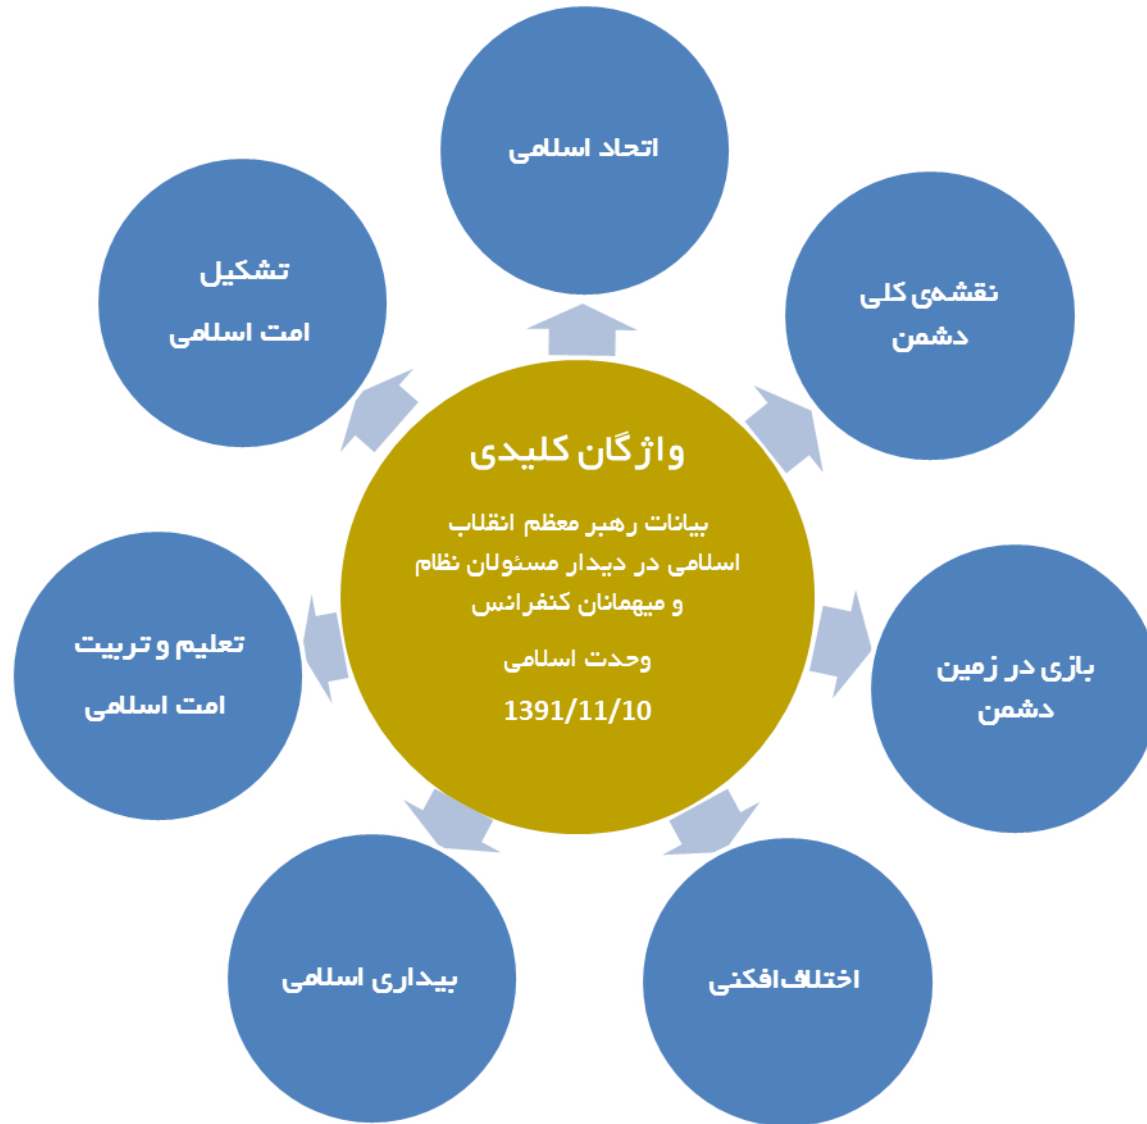 واژگان کلیدی
بیانات رهبر معظم انقلاب
اسلامی در دیدار مسئولان نظام
و میهمانان کنفرانس
وحدت اسلامی
1391/11/10
اتحاد اسلامی
نقشه‌ی کلی
دشمن
بازی در زمین
دشمن
اختلاف‌افکنی
بیداری اسلامی
تعلیم و تربیت
امت اسلامی
تشکیل
امت اسلامی